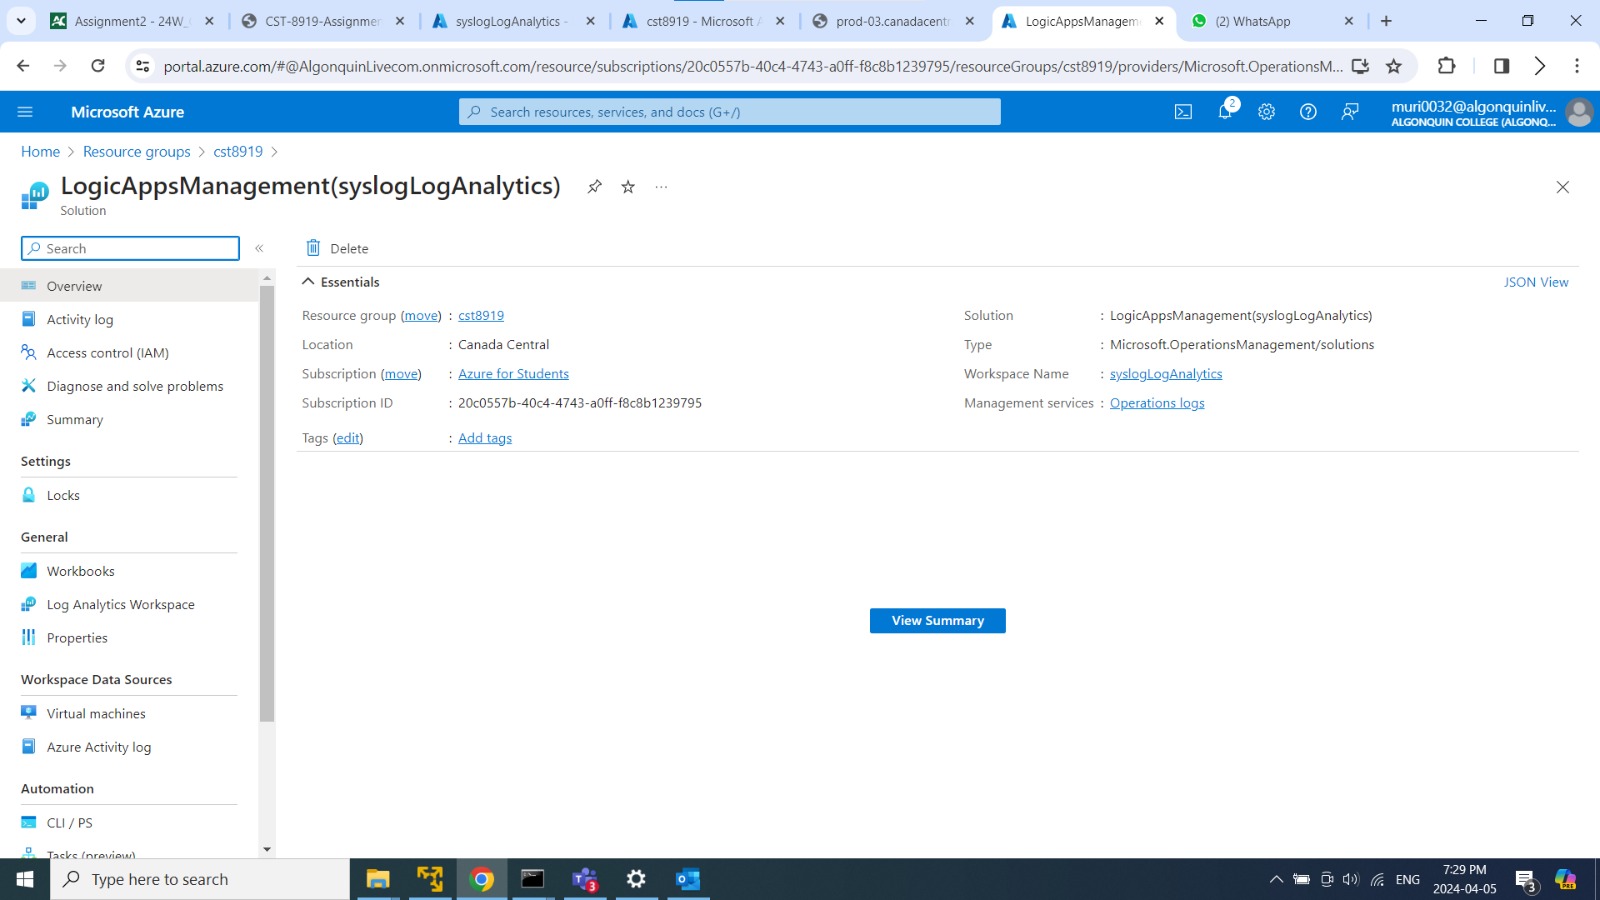 Assignment2 - 24W_
CST-8919-Assignmen
syslogLogAnalytics -
cst8919 - Microsoft A
prod-03.canadacentr
LogicAppsManageme
(2) WhatsApp
portal.azure.com/#@AlgonquinLivecom.onmicrosoft.com/resource/subscriptions/20c0557b-40c4-4743-a0ff-f8c8b1239795/resourceGroups/cst8919/providers/Microsoft.OperationsM...
Microsoft Azure
Search resources, services, and docs (G+/)
2
muri0032@algonquinliv...
ALGONQUIN COLLEGE (ALGONQ...
Home > Resource groups > cst8919 >
LogicAppsManagement(syslogLogAnalytics)
Solution
Search
Delete
Overview
Activity log
Access control (IAM)
Diagnose and solve problems
Summary
Settings
Locks
General
Workbooks
Log Analytics Workspace
Properties
Workspace Data Sources
Virtual machines
Azure Activity log
Automation
CLI / PS
Tasks (preview)
Essentials
JSON View
Resource group (move) : cst8919
Location : Canada Central
Subscription (move) : Azure for Students
Subscription ID : 20c0557b-40c4-4743-a0ff-f8c8b1239795
Tags (edit) : Add tags
Solution : LogicAppsManagement(syslogLogAnalytics)
Type : Microsoft.OperationsManagement/solutions
Workspace Name : syslogLogAnalytics
Management services : Operations logs
View Summary
Type here to search
3
ENG
7:29 PM
2024-04-05
3
PRE